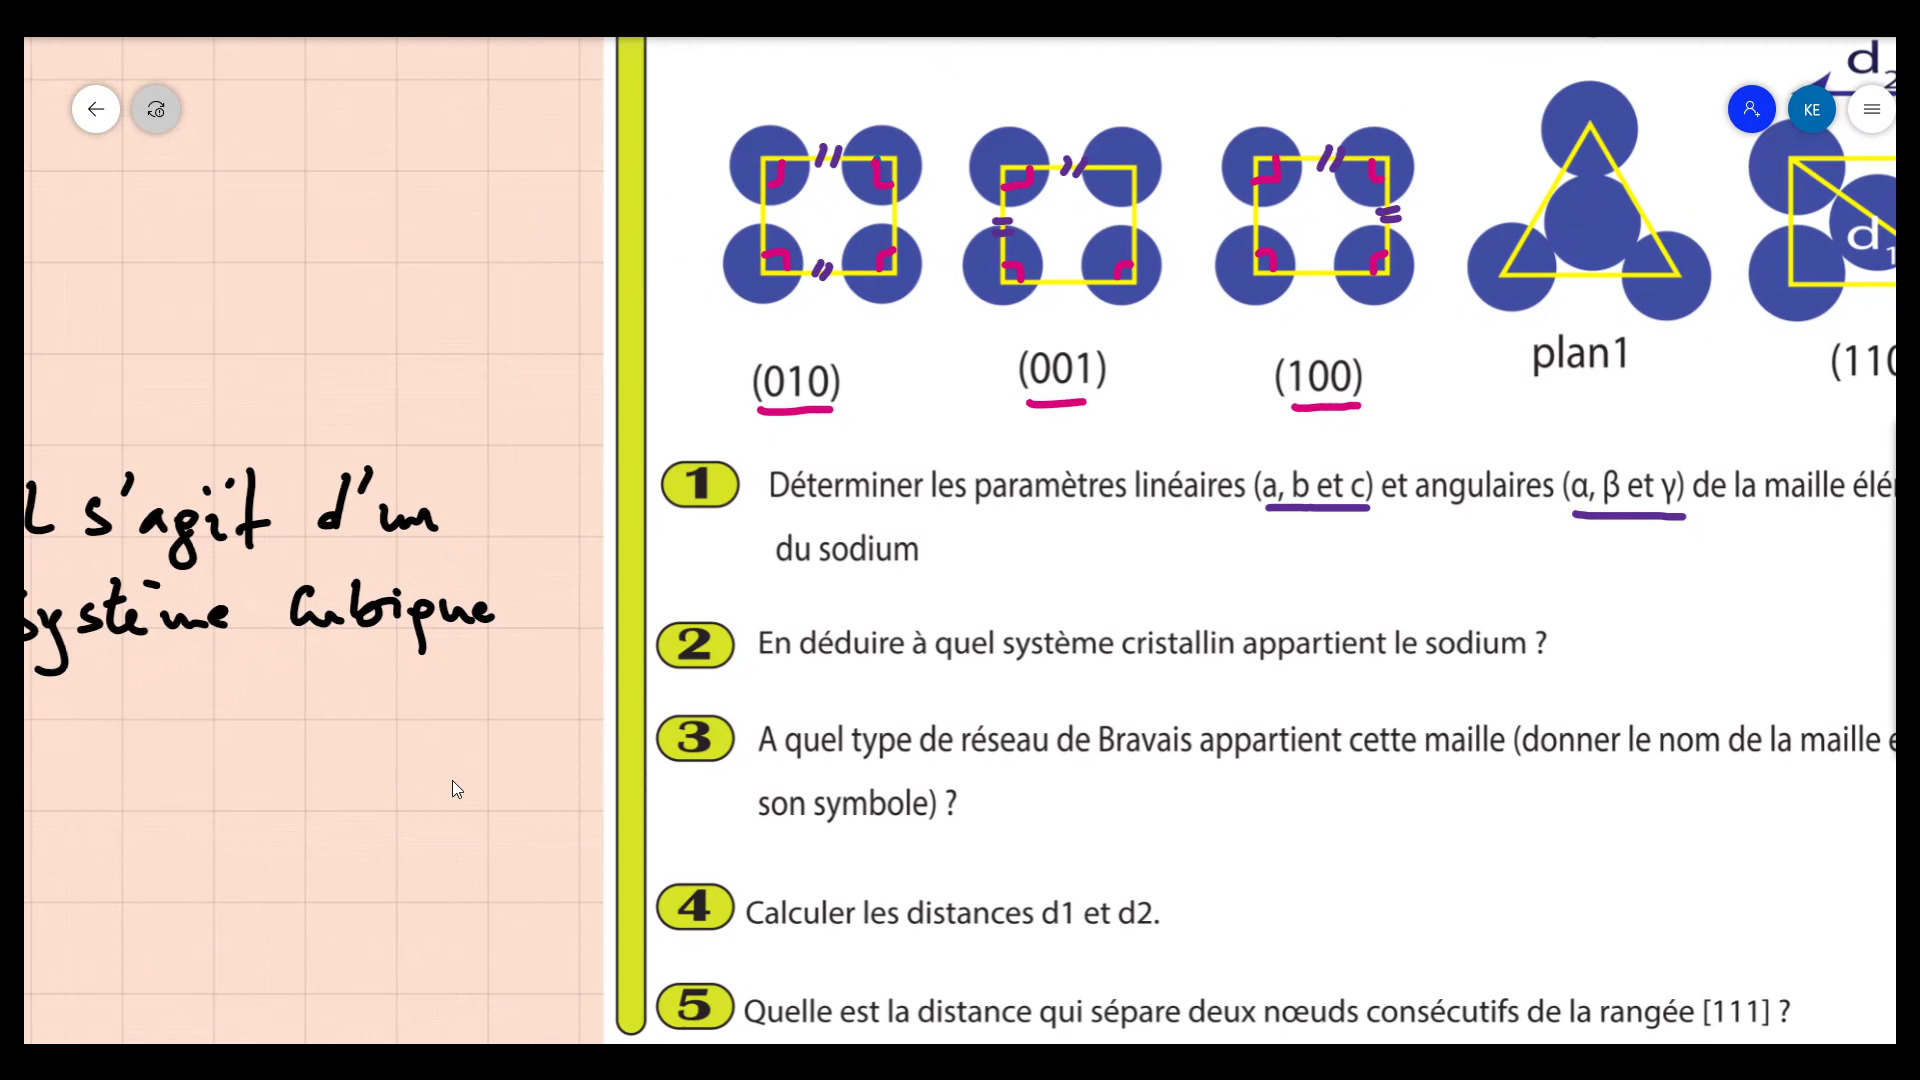 d2
KE
d1
(010)
(001)
(100)
plan1
(110
s'agit d'un
système cubique
1 Déterminer les paramètres linéaires (a, b et c) et angulaires (α, β et γ) de la maille élé
du sodium
2 En déduire à quel système cristallin appartient le sodium ?
3 A quel type de réseau de Bravais appartient cette maille (donner le nom de la maille e
son symbole) ?
4 Calculer les distances d1 et d2.
5 Quelle est la distance qui sépare deux nœuds consécutifs de la rangée [111] ?